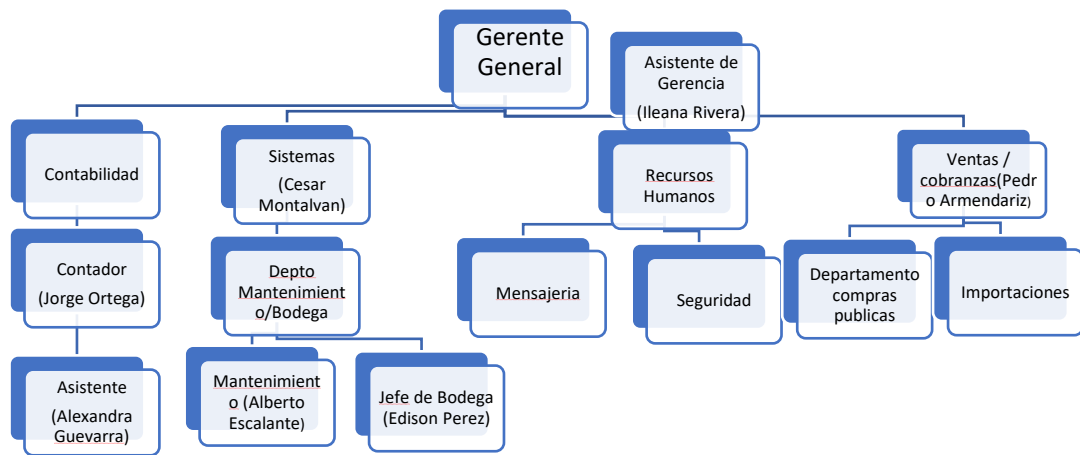 Gerente
General
Asistente de
Gerencia
(Ileana Rivera)
Contabilidad
Sistemas
(Cesar
Montalvan)
Recursos
Humanos
Ventas /
cobranzas(Pedr
o Armendariz)
Contador
(Jorge Ortega)
Depto
Mantenimient
o/Bodega
Mensajeria
Seguridad
Departamento
compras
publicas
Importaciones
Asistente
(Alexandra
Guevarra)
Mantenimient
o (Alberto
Escalante)
Jefe de Bodega
(Edison Perez)